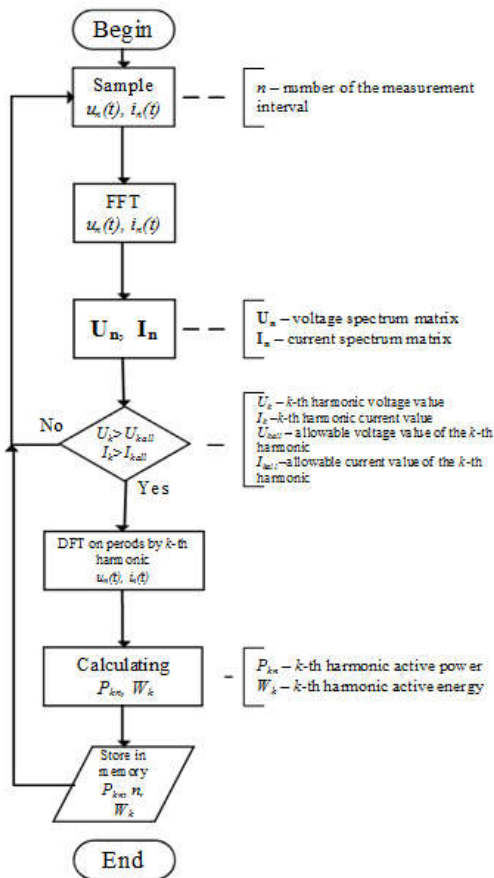 Begin
Sample
uₙ(t), iₙ(t)
n – number of the measurement
interval
FFT
uₙ(t), iₙ(t)
Uₙ, Iₙ
Uₙ – voltage spectrum matrix
Iₙ – current spectrum matrix
No
Uₖ> Uₖₐₗₗ
Iₖ> Iₖₐₗₗ
Uₖ – k-th harmonic voltage value
Iₖ – k-th harmonic current value
Uₖₐₗₗ – allowable voltage value of the k-th
harmonic
Iₖₐₗₗ –allowable current value of the k-th
harmonic
Yes
DFT on perods by k-th
harmonic
uₙ(t), iₙ(t)
Calculating
Pₖₙ, Wₖ
Pₖₙ – k-th harmonic active power
Wₖ – k-th harmonic active energy
Store in
memory
Pₖₙ, n,
Wₖ
End